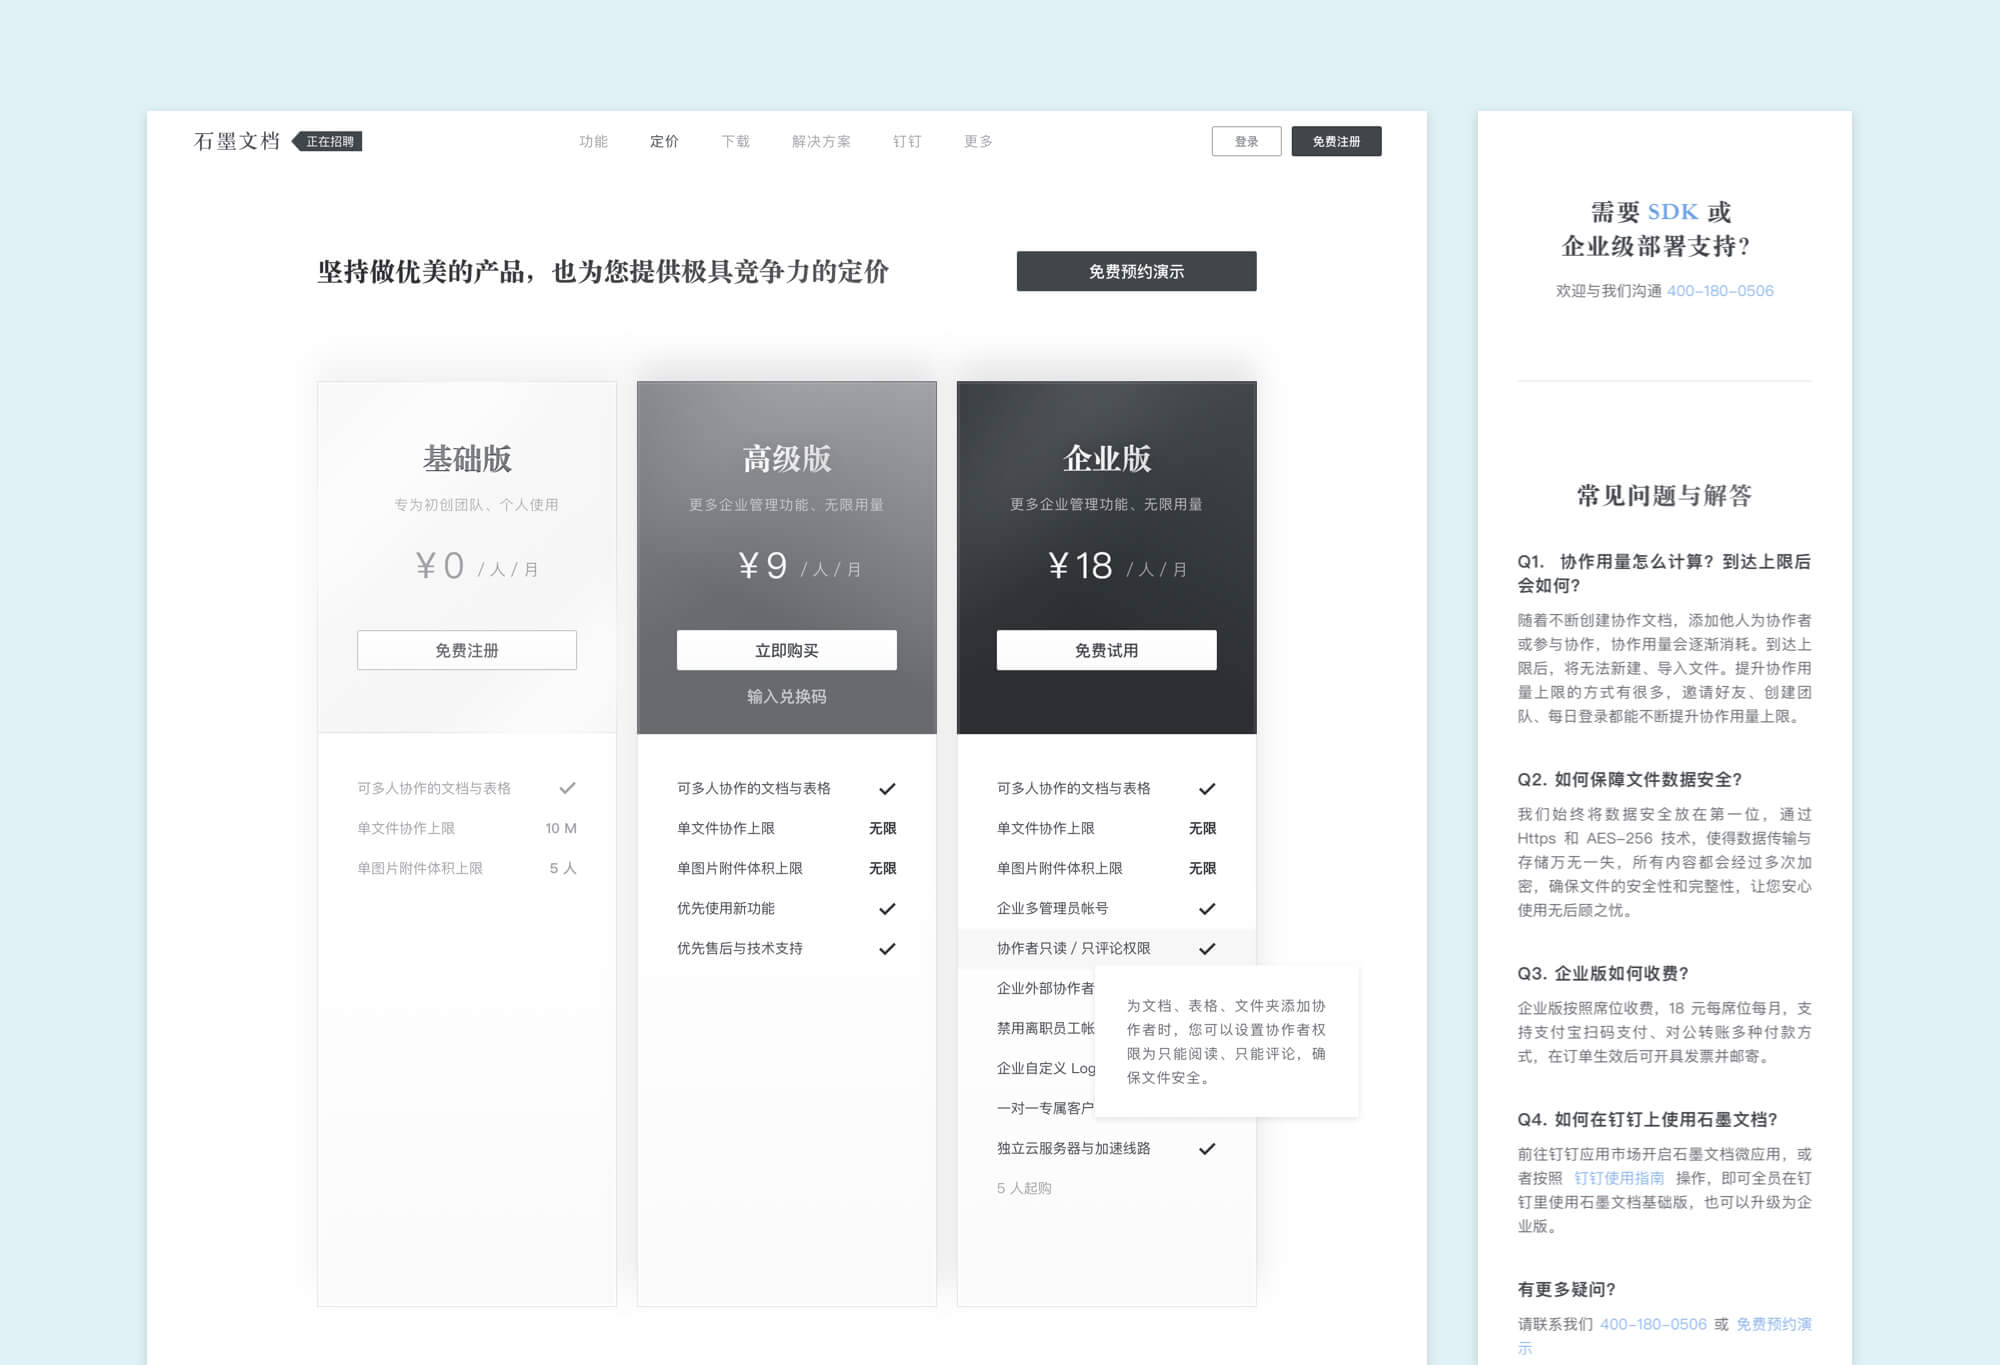 石墨文档 正在招聘 功能 定价 下载 解决方案 钉钉 更多 登录 免费注册
坚持做优美的产品，也为您提供极具竞争力的定价 免费预约演示
基础版
专为初创团队、个人使用
¥ 0 / 人 / 月
免费注册
可多人协作的文档与表格
单文件协作上限 10 M
单图片附件体积上限 5 人
高级版
更多企业管理功能、无限用量
¥ 9 / 人 / 月
立即购买
输入兑换码
可多人协作的文档与表格
单文件协作上限 无限
单图片附件体积上限 无限
优先使用新功能
优先售后与技术支持
企业版
更多企业管理功能、无限用量
¥ 18 / 人 / 月
免费试用
可多人协作的文档与表格
单文件协作上限 无限
单图片附件体积上限 无限
企业多管理员帐号
协作者只读 / 只评论权限
企业外部协作者
禁用离职员工帐
企业自定义 Log
一对一专属客户
独立云服务器与加速线路
5 人起购
为文档、表格、文件夹添加协
作者时，您可以设置协作者权
限为只能阅读、只能评论，确
保文件安全。
需要 SDK 或
企业级部署支持？
欢迎与我们沟通 400-180-0506
常见问题与解答
Q1. 协作用量怎么计算？到达上限后
会如何？
随着不断创建协作文档，添加他人为协作者
或参与协作，协作用量会逐渐消耗。到达上
限后，将无法新建、导入文件。提升协作用
量上限的方式有很多，邀请好友、创建团
队、每日登录都能不断提升协作用量上限。
Q2. 如何保障文件数据安全？
我们始终将数据安全放在第一位，通过
Https 和 AES-256 技术，使得数据传输与
存储万无一失，所有内容都会经过多次加
密，确保文件的安全性和完整性，让您安心
使用无后顾之忧。
Q3. 企业版如何收费？
企业版按照席位收费，18 元每席位每月，支
持支付宝扫码支付、对公转账多种付款方
式，在订单生效后可开具发票并邮寄。
Q4. 如何在钉钉上使用石墨文档？
前往钉钉应用市场开启石墨文档微应用，或
者按照 钉钉使用指南 操作，即可全员在钉
钉里使用石墨文档基础版，也可以升级为企
业版。
有更多疑问？
请联系我们 400-180-0506 或 免费预约演
示